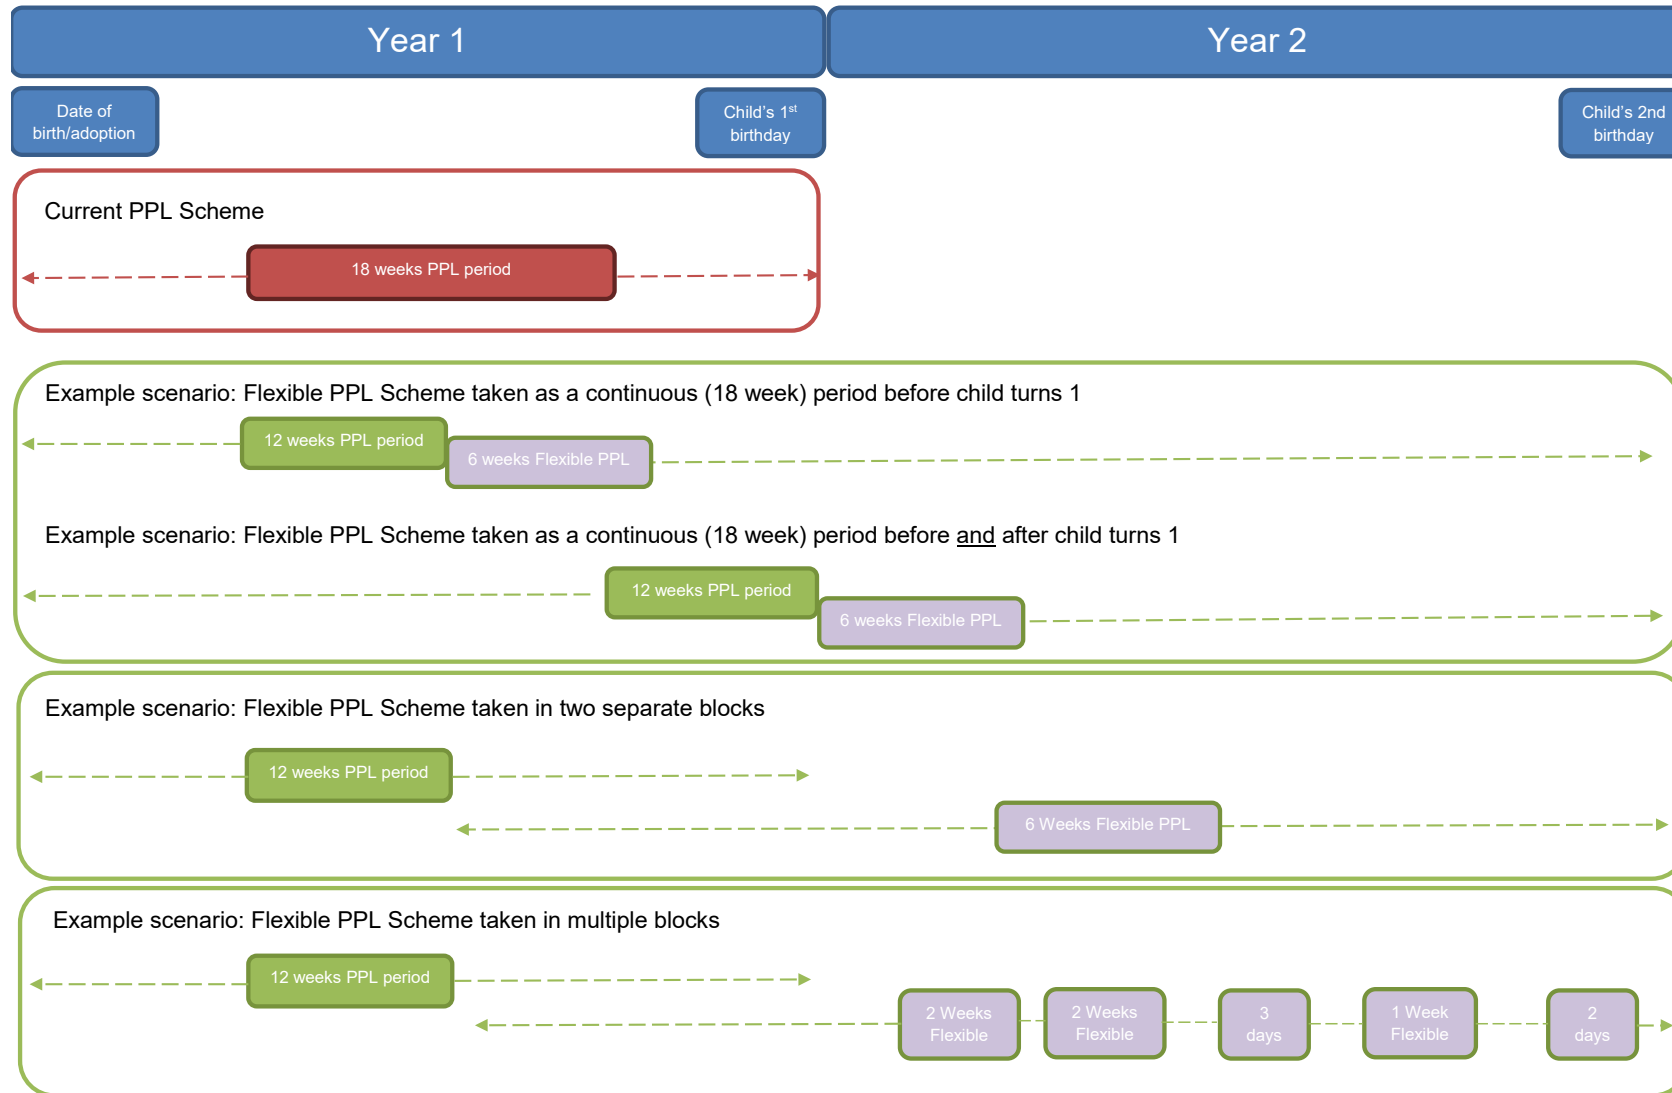 Year 1
Year 2
Date of
birth/adoption
Child's 1st
birthday
Child's 2nd
birthday
Current PPL Scheme
18 weeks PPL period
Example scenario: Flexible PPL Scheme taken as a continuous (18 week) period before child turns 1
12 weeks PPL period
6 weeks Flexible PPL
Example scenario: Flexible PPL Scheme taken as a continuous (18 week) period before and after child turns 1
12 weeks PPL period
6 weeks Flexible PPL
Example scenario: Flexible PPL Scheme taken in two separate blocks
12 weeks PPL period
6 Weeks Flexible PPL
Example scenario: Flexible PPL Scheme taken in multiple blocks
12 weeks PPL period
2 Weeks
Flexible
2 Weeks
Flexible
3
days
1 Week
Flexible
2
days